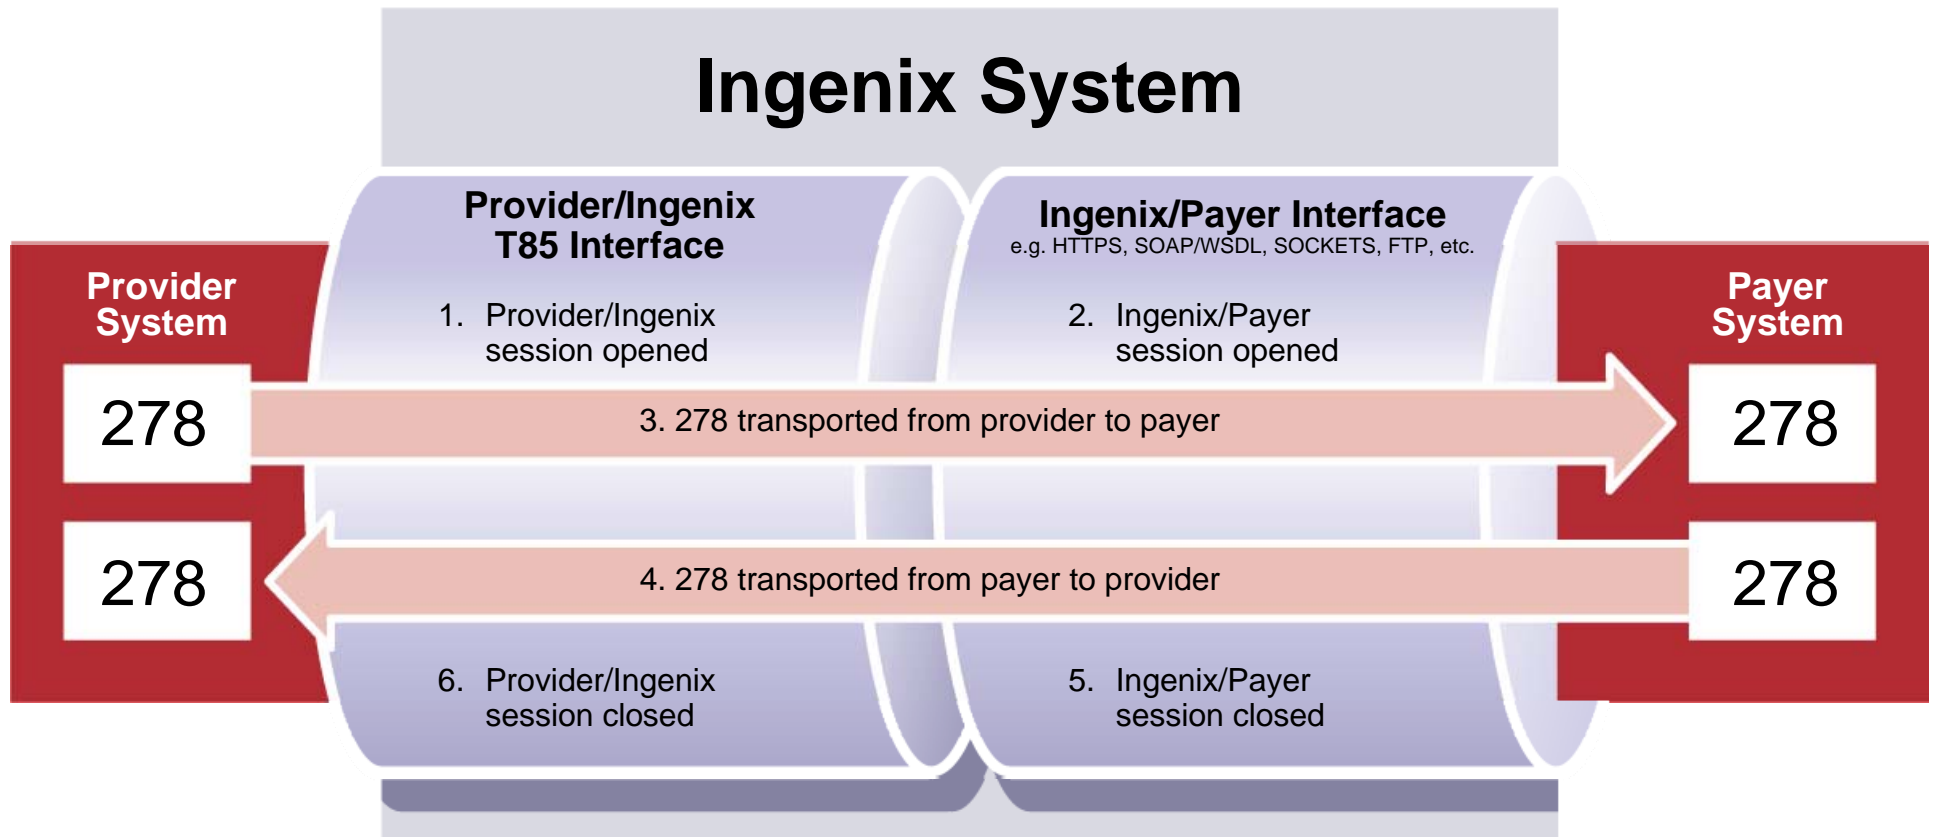 Ingenix System
Provider/Ingenix
T85 Interface
Ingenix/Payer Interface
e.g. HTTPS, SOAP/WSDL, SOCKETS, FTP, etc.
Provider
System
Payer
System
1. Provider/Ingenix
session opened
2. Ingenix/Payer
session opened
278
3. 278 transported from provider to payer
278
278
4. 278 transported from payer to provider
278
6. Provider/Ingenix
session closed
5. Ingenix/Payer
session closed